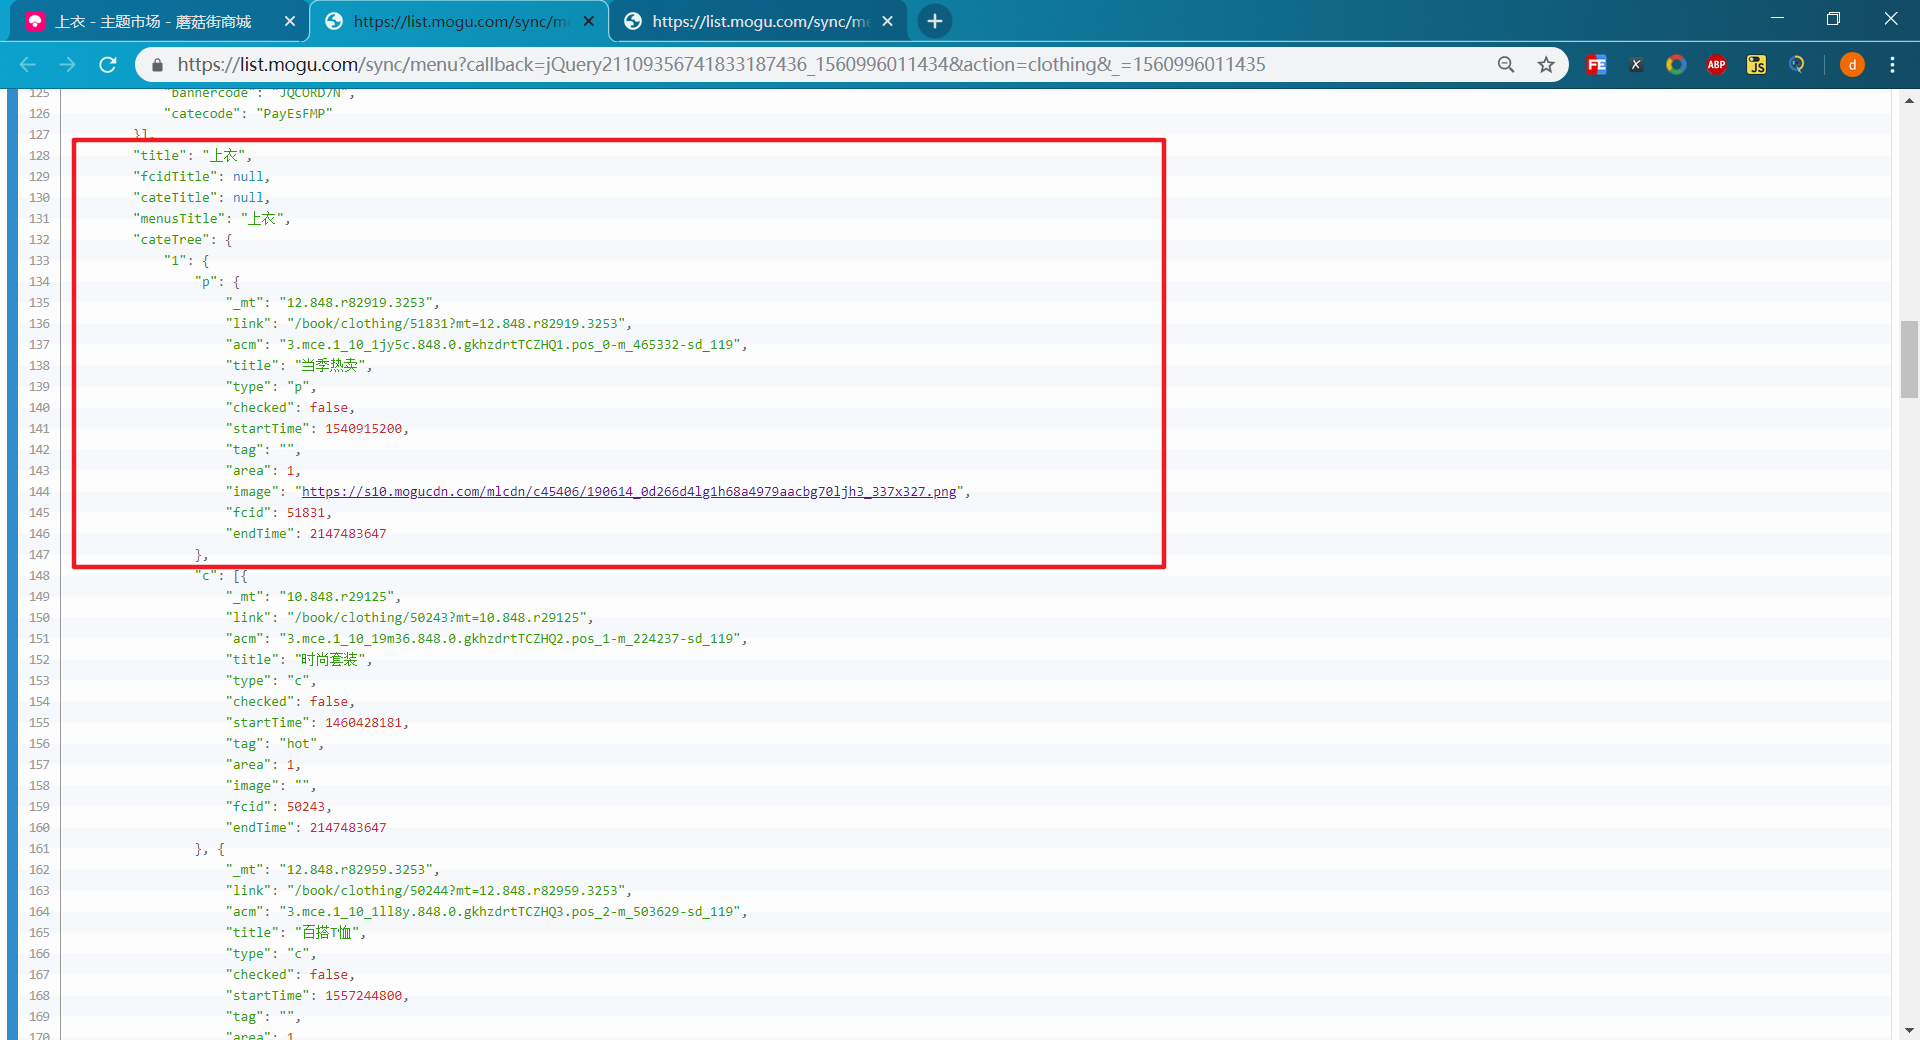 上衣 - 主题市场 - 蘑菇街商城
https://list.mogu.com/sync/me
https://list.mogu.com/sync/me
https://list.mogu.com/sync/menu?callback=jQuery21109356741833187436_1560996011434&action=clothing&_=1560996011435
FE
X
ABP
JS
d
125 "bannercode": "JQCORD7N",
126 "catecode": "PayEsFMP"
127 }],
128 "title": "上衣",
129 "fcidTitle": null,
130 "cateTitle": null,
131 "menusTitle": "上衣",
132 "cateTree": {
133 "1": {
134 "p": {
135 "_mt": "12.848.r82919.3253",
136 "link": "/book/clothing/51831?mt=12.848.r82919.3253",
137 "acm": "3.mce.1_10_1jy5c.848.0.gkhzdrtTCZHQ1.pos_0-m_465332-sd_119",
138 "title": "当季热卖",
139 "type": "p",
140 "checked": false,
141 "startTime": 1540915200,
142 "tag": "",
143 "area": 1,
144 "image": "https://s10.mogucdn.com/mlcdn/c45406/190614_0d266d4lg1h68a4979aacbg70ljh3_337x327.png",
145 "fcid": 51831,
146 "endTime": 2147483647
147 },
148 "c": [{
149 "_mt": "10.848.r29125",
150 "link": "/book/clothing/50243?mt=10.848.r29125",
151 "acm": "3.mce.1_10_19m36.848.0.gkhzdrtTCZHQ2.pos_1-m_224237-sd_119",
152 "title": "时尚套装",
153 "type": "c",
154 "checked": false,
155 "startTime": 1460428181,
156 "tag": "hot",
157 "area": 1,
158 "image": "",
159 "fcid": 50243,
160 "endTime": 2147483647
161 }, {
162 "_mt": "12.848.r82959.3253",
163 "link": "/book/clothing/50244?mt=12.848.r82959.3253",
164 "acm": "3.mce.1_10_1ll8y.848.0.gkhzdrtTCZHQ3.pos_2-m_503629-sd_119",
165 "title": "百搭T恤",
166 "type": "c",
167 "checked": false,
168 "startTime": 1557244800,
169 "tag": "",
170 "area": 1